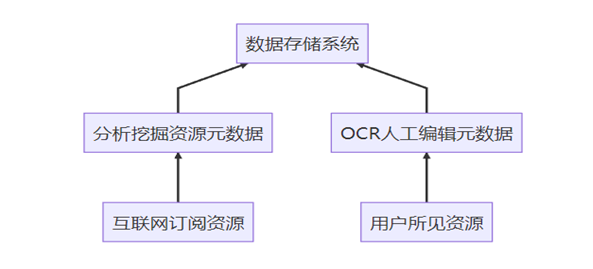 数据存储系统
分析挖掘资源元数据
OCR人工编辑元数据
互联网订阅资源
用户所见资源